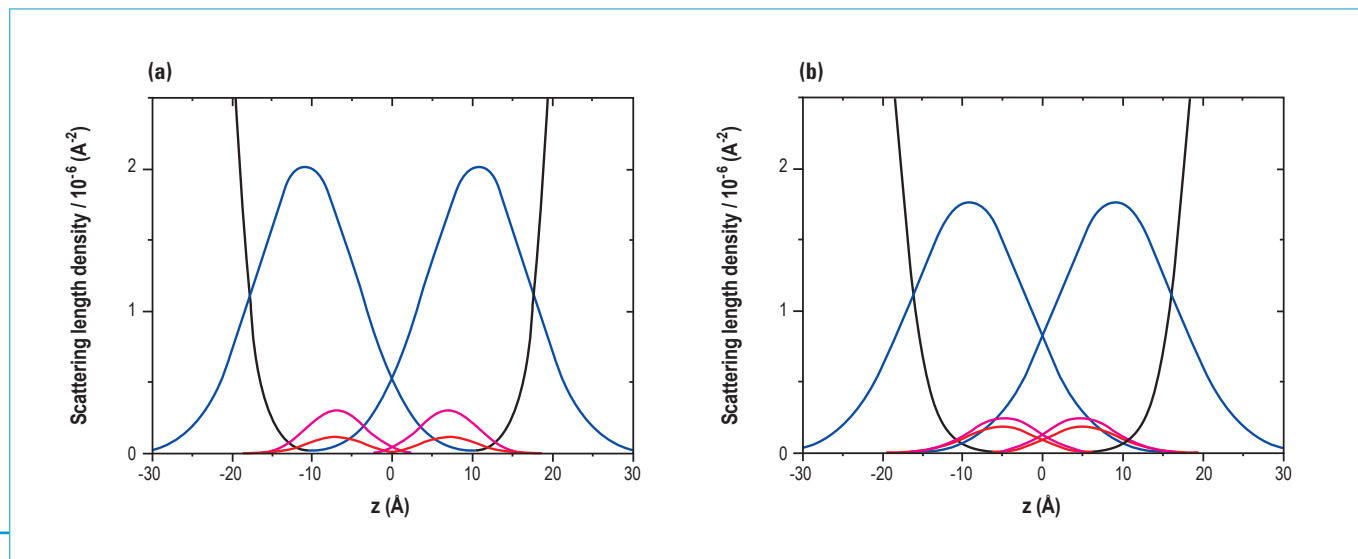 (a)
Scattering length density / 10⁻⁶ (A⁻²)
2
1
0
-30 -20 -10 0 10 20 30
z (Å)
(b)
Scattering length density / 10⁻⁶ (A⁻²)
2
1
0
-30 -20 -10 0 10 20 30
z (Å)